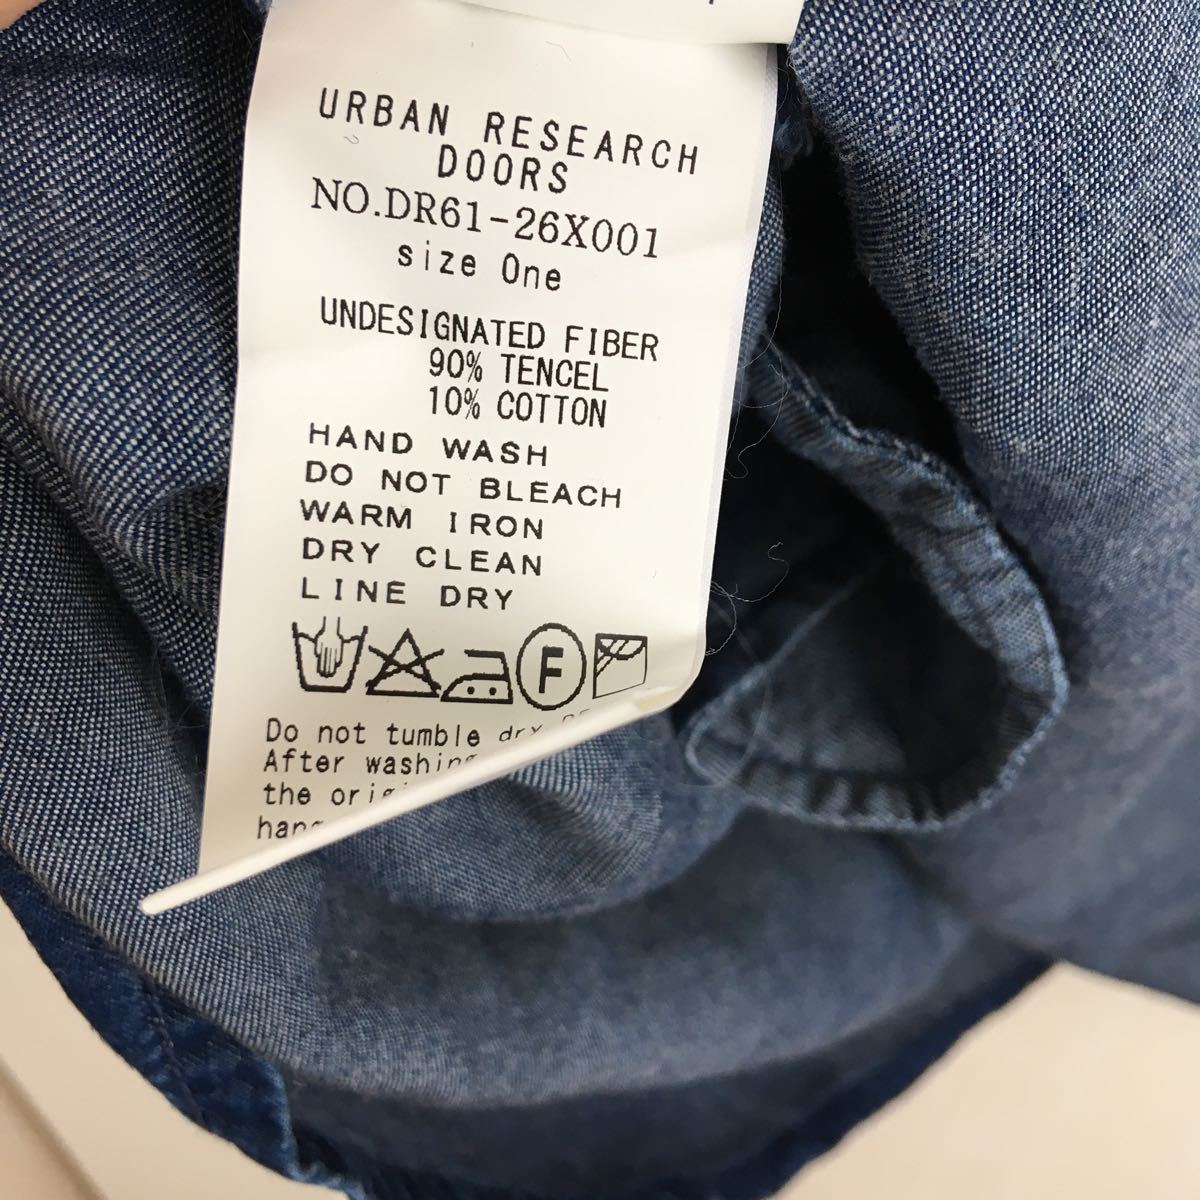 URBAN RESEARCH
DOORS
NO.DR61-26X001
size One
UNDESIGNATED FIBER
90% TENCEL
10% COTTON
HAND WASH
DO NOT BLEACH
WARM IRON
DRY CLEAN
LINE DRY
F
Do not tumble dry
After washing
the